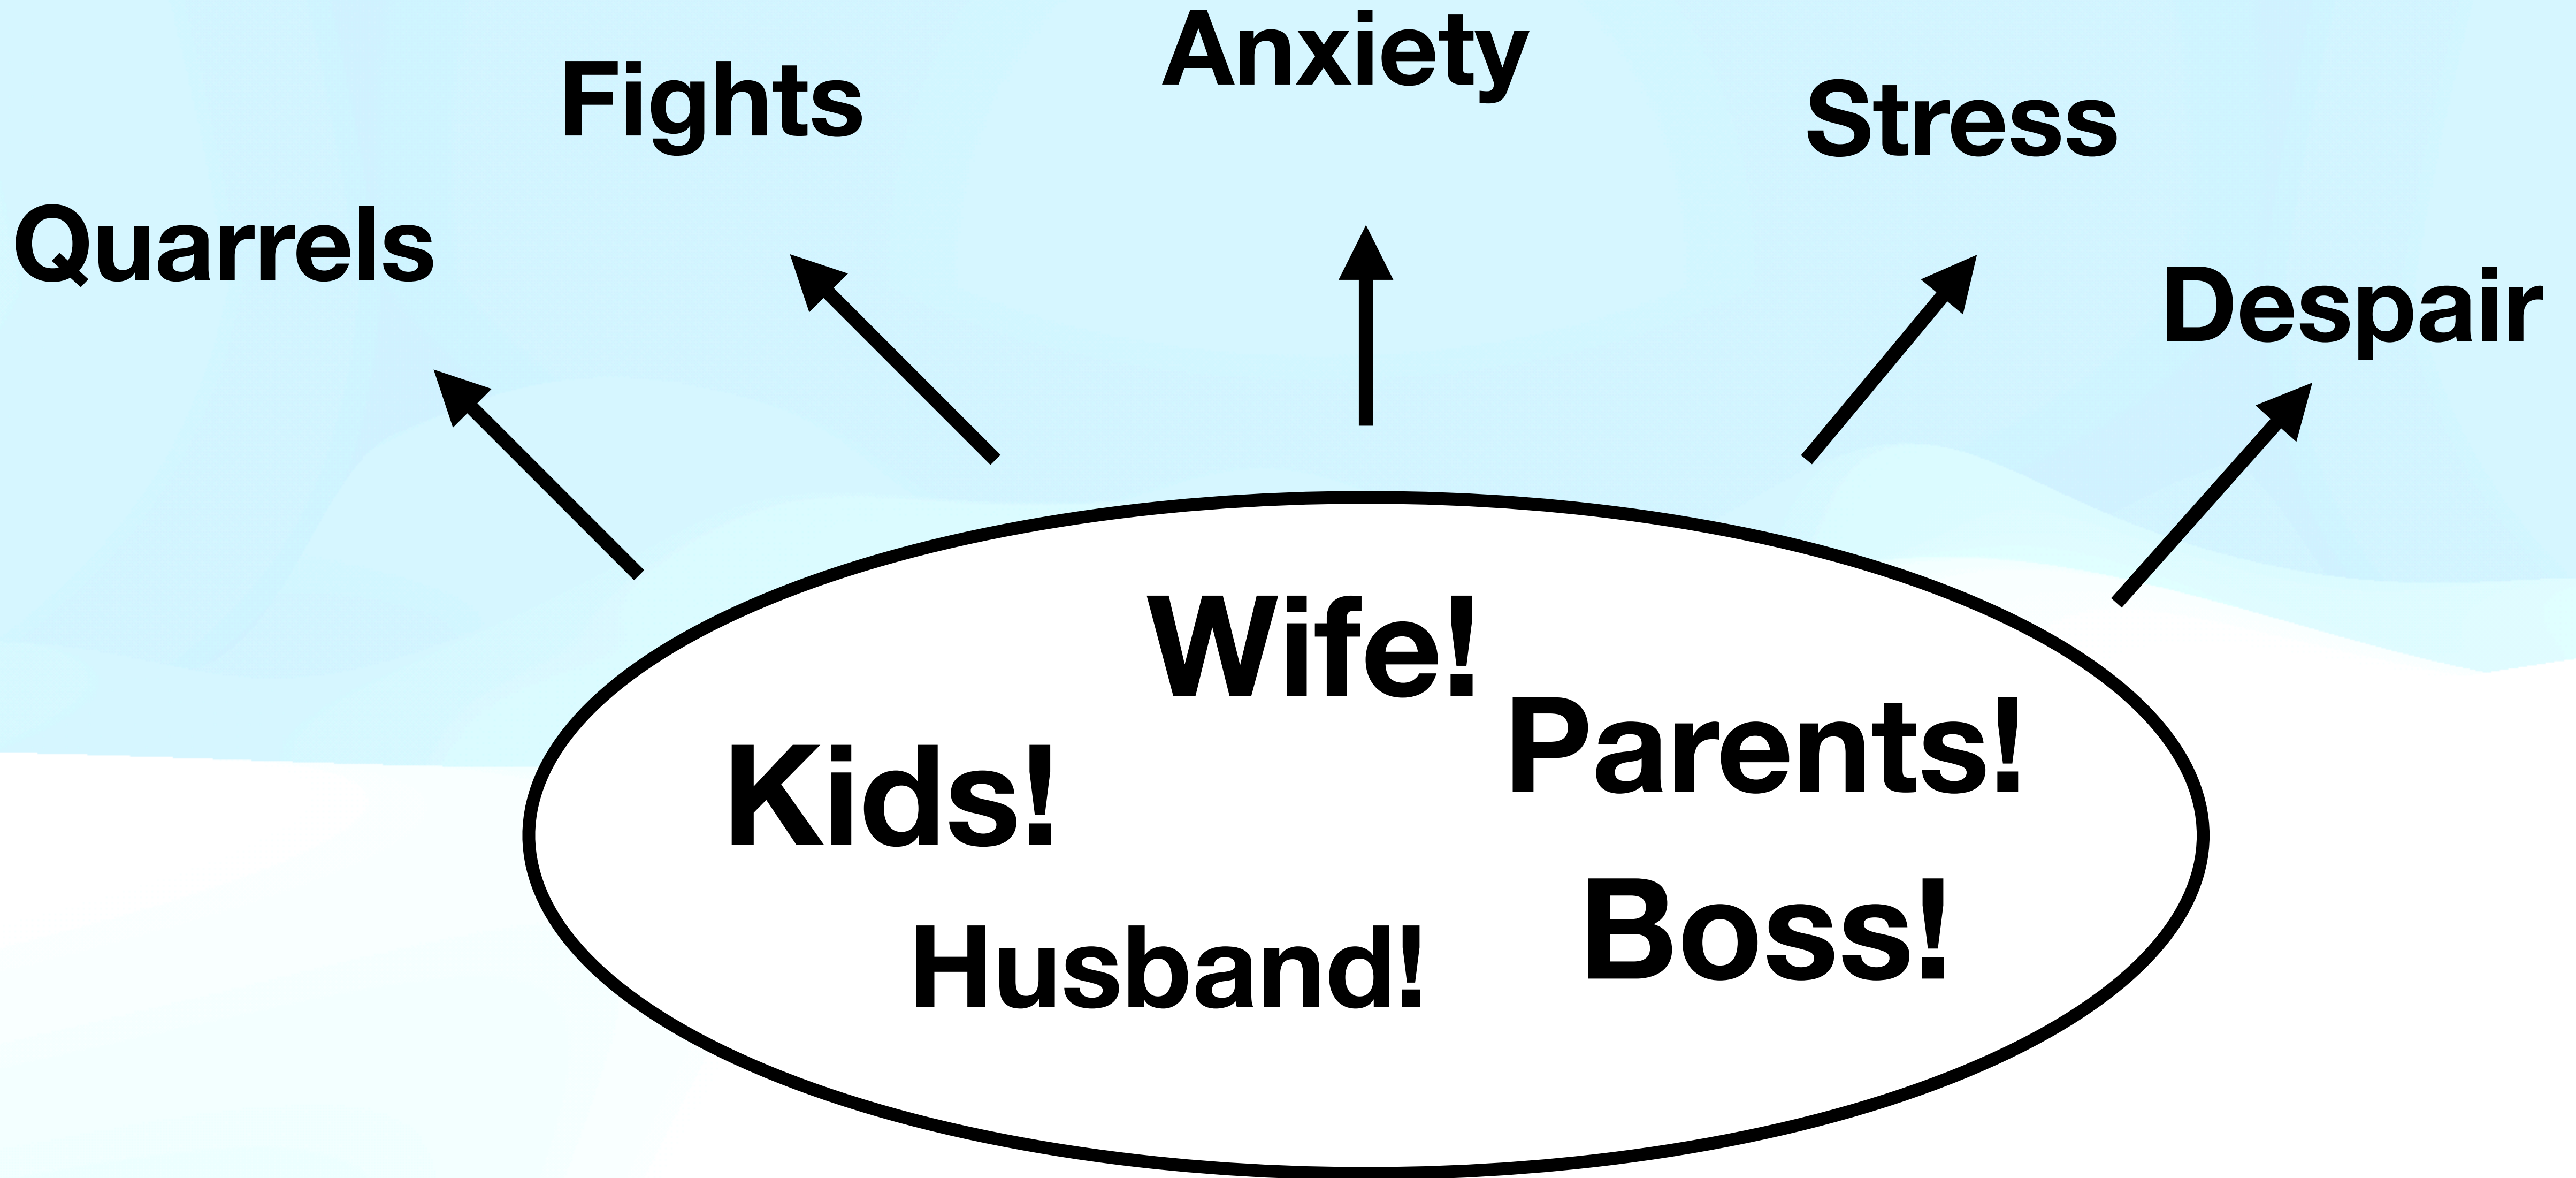 Anxiety
Fights
Stress
Quarrels
Despair
Wife!
Parents!
Kids!
Boss!
Husband!